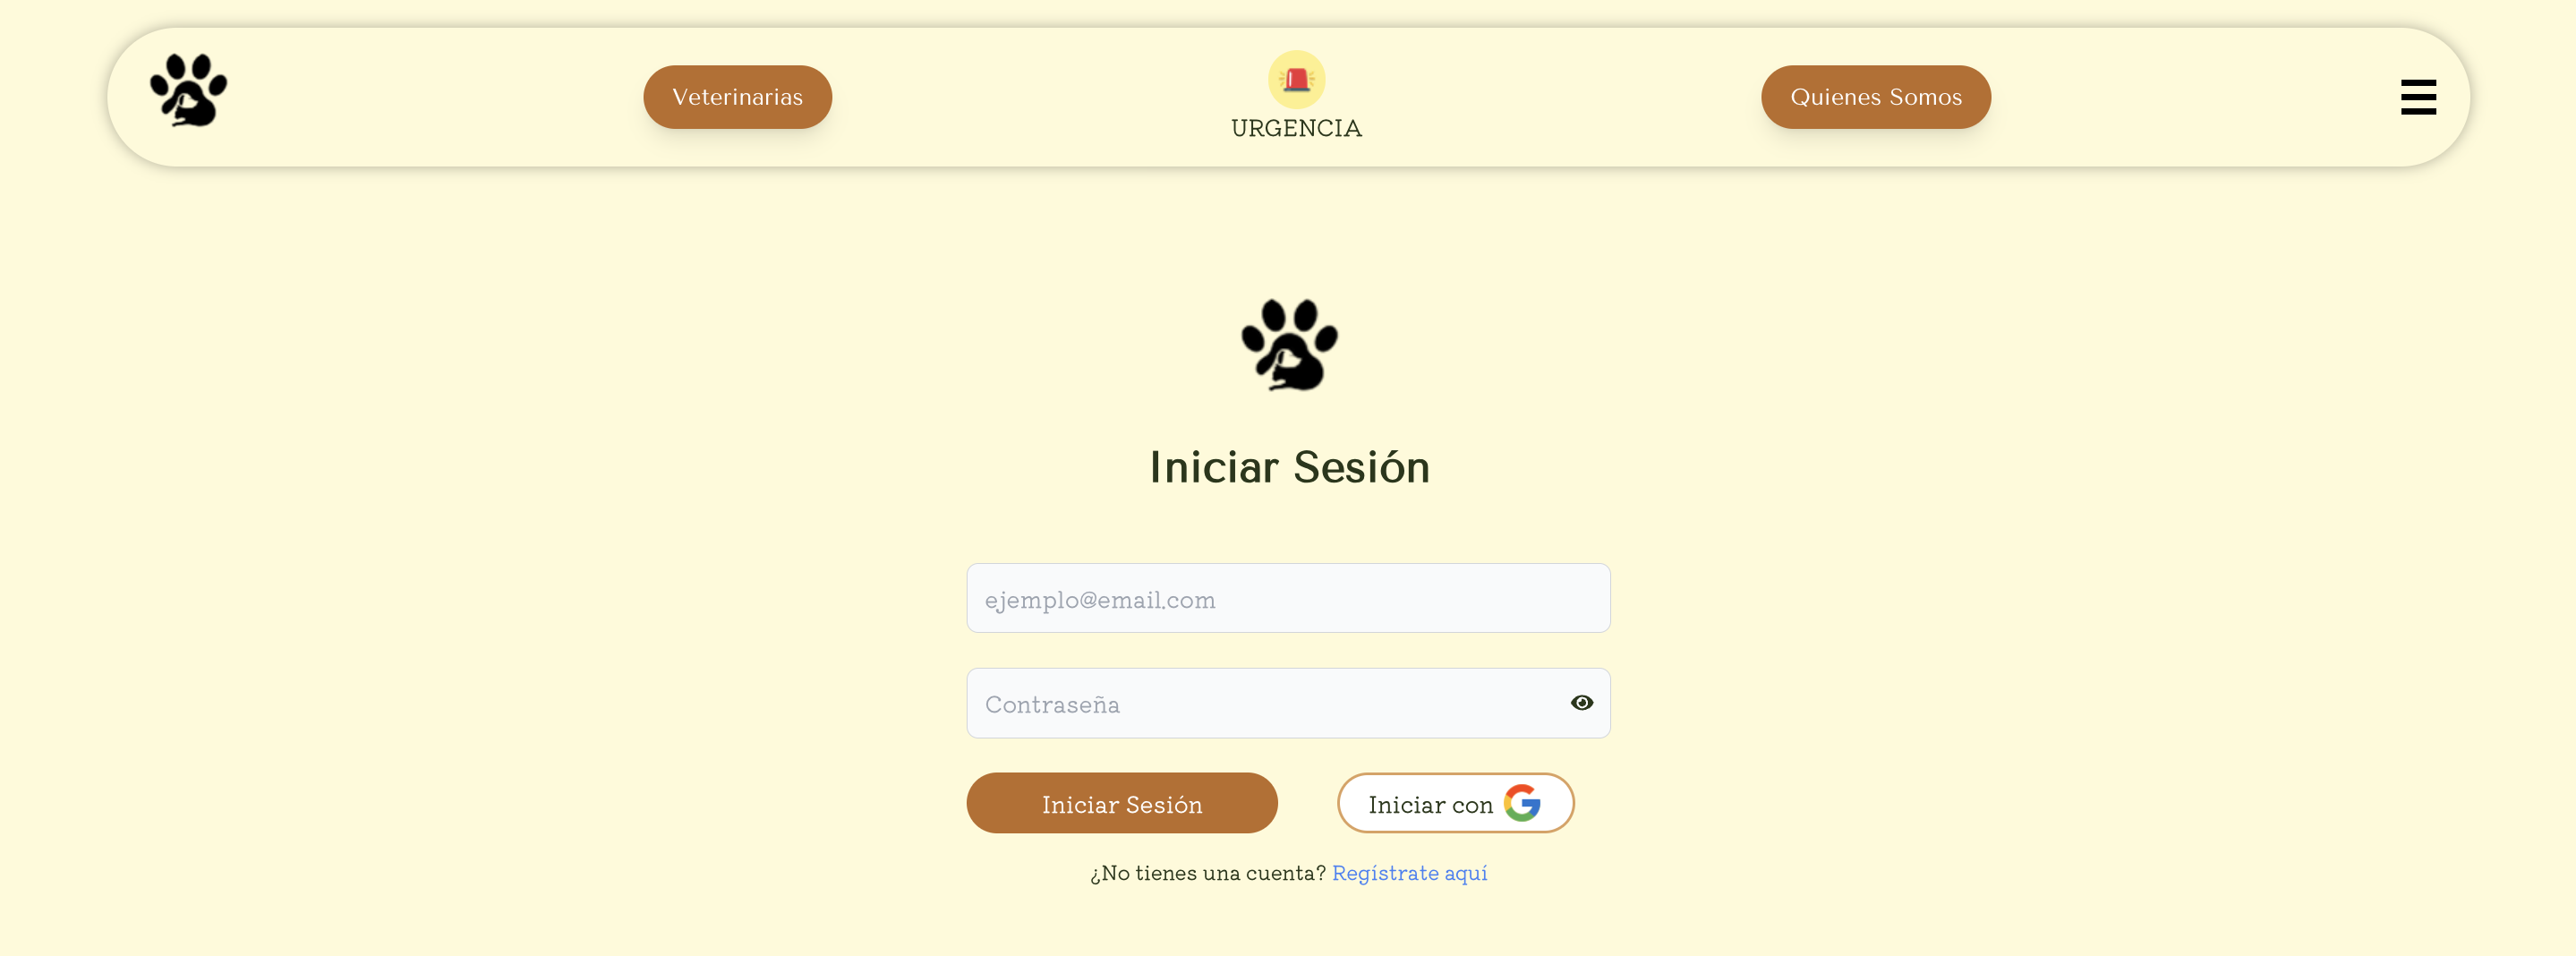 Veterinarias
URGENCIA
Quienes Somos
Iniciar Sesión
ejemplo@email.com
Contraseña
Iniciar Sesión
Iniciar con
¿No tienes una cuenta? Regístrate aquí